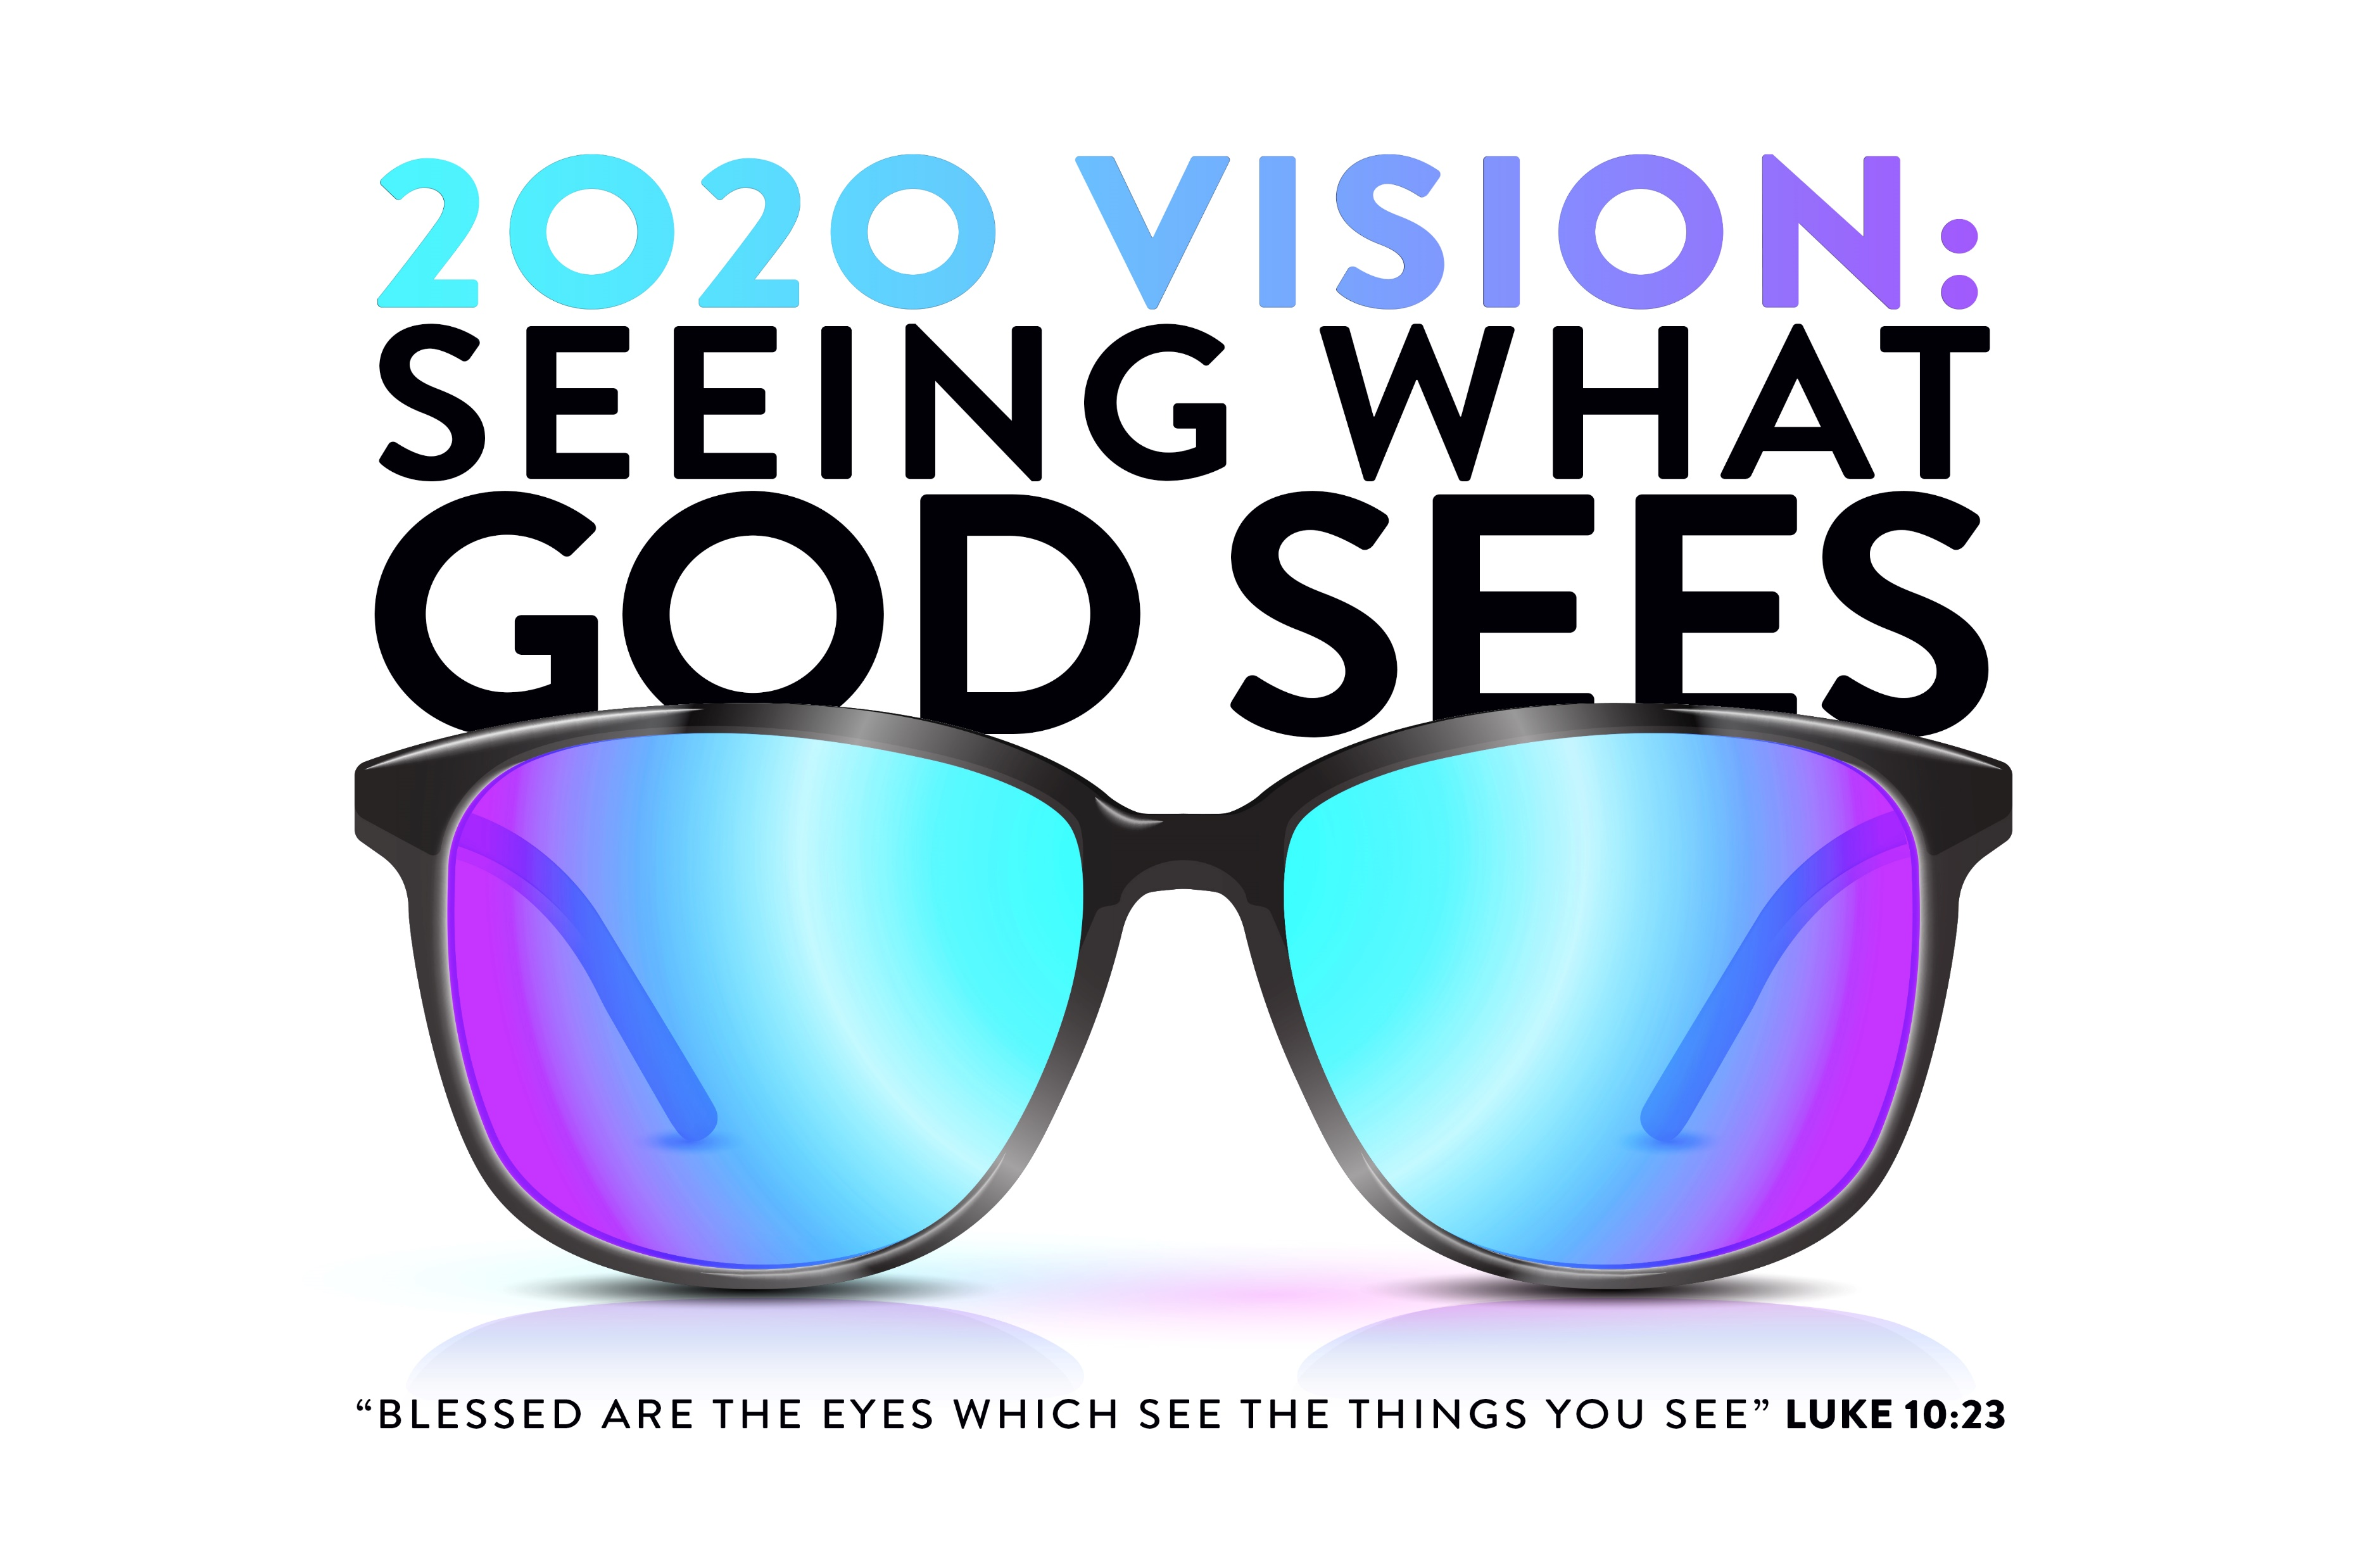 2020 VISION:
SEEING WHAT
GOD SEES
“BLESSED ARE THE EYES WHICH SEE THE THINGS YOU SEE” LUKE 10:23